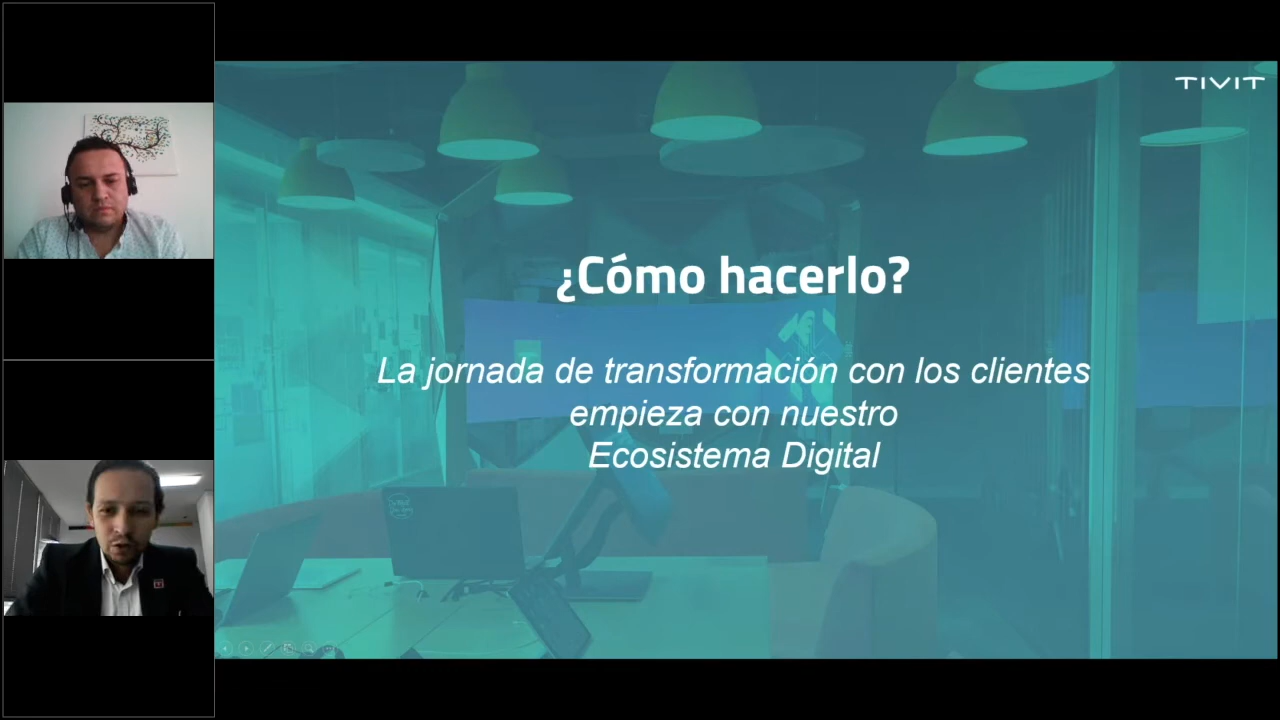 TIVIT
¿Cómo hacerlo?
La jornada de transformación con los clientes
empieza con nuestro
Ecosistema Digital